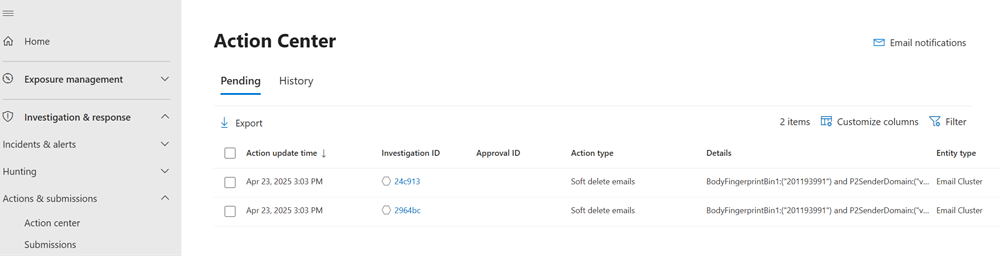 Home
Exposure management
Investigation & response
Incidents & alerts
Hunting
Actions & submissions
Action center
Submissions
Action Center
Email notifications
Pending History
Export 2 items Customize columns Filter
Action update time ↓ Investigation ID Approval ID Action type Details Entity type
Apr 23, 2025 3:03 PM 24c913 Soft delete emails BodyFingerprintBin1:("201193991") and P2SenderDomain:("v... Email Cluster
Apr 23, 2025 3:03 PM 2964bc Soft delete emails BodyFingerprintBin1:("201193991") and P2SenderDomain:("v... Email Cluster